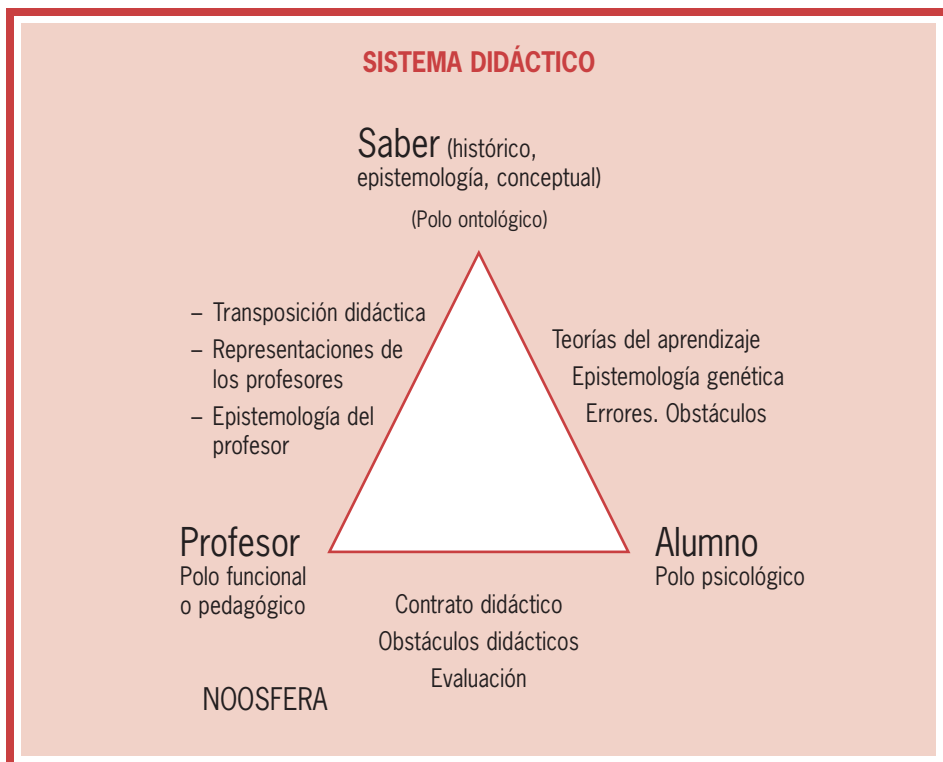 SISTEMA DIDÁCTICO
Saber (histórico,
epistemología, conceptual)
(Polo ontológico)
– Transposición didáctica
– Representaciones de
los profesores
– Epistemología del
profesor
Teorías del aprendizaje
Epistemología genética
Errores. Obstáculos
Profesor
Polo funcional
o pedagógico
Alumno
Polo psicológico
Contrato didáctico
Obstáculos didácticos
Evaluación
NOOSFERA